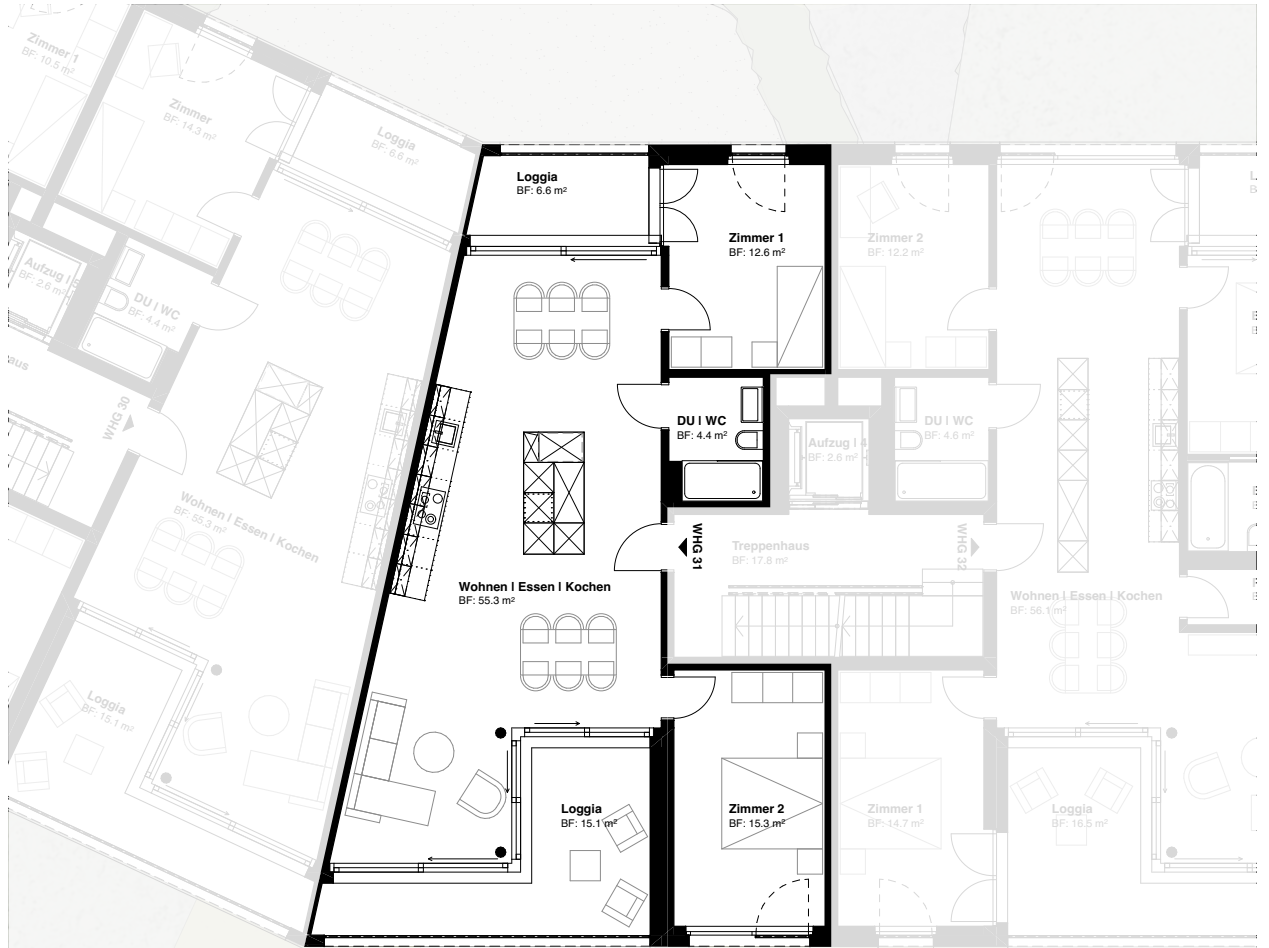 Zimmer 1
BF: 10.5 m²
Zimmer
BF: 14.3 m²
Loggia
BF: 6.6 m²
Aufzug I
BF: 2.6 m²
DU I WC
BF: 4.4 m²
haus
WHG 30
Wohnen I Essen I Kochen
BF: 55.3 m²
Loggia
BF: 15.1 m²
Loggia
BF: 6.6 m²
Zimmer 1
BF: 12.6 m²
DU I WC
BF: 4.4 m²
WHG 31
Wohnen I Essen I Kochen
BF: 55.3 m²
Loggia
BF: 15.1 m²
Zimmer 2
BF: 15.3 m²
Aufzug I 4
BF: 2.6 m²
Treppenhaus
BF: 17.8 m²
WHG 32
Zimmer 2
BF: 12.2 m²
DU I WC
BF: 4.6 m²
Wohnen I Essen I Kochen
BF: 56.1 m²
Zimmer 1
BF: 14.7 m²
Loggia
BF: 16.5 m²